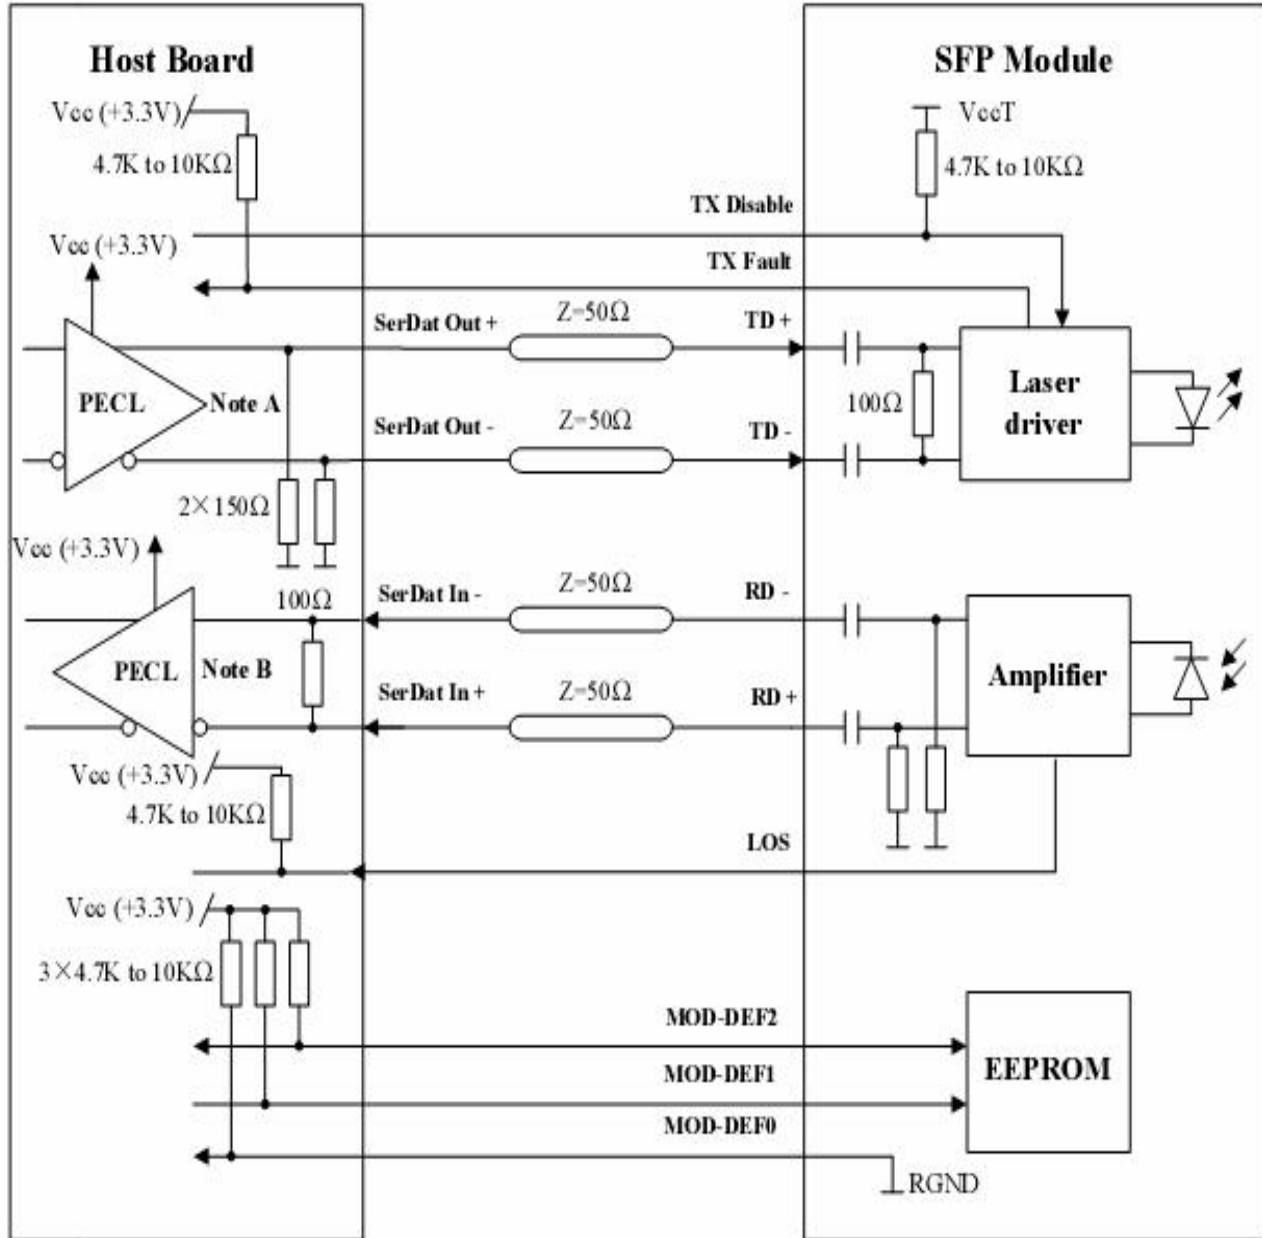 Host Board
SFP Module
Vcc (+3.3V)
VccT
4.7K to 10KΩ
4.7K to 10KΩ
TX Disable
Vcc (+3.3V)
TX Fault
SerDat Out +
Z=50Ω
TD +
PECL
Note A
100Ω
Laser
driver
SerDat Out -
Z=50Ω
TD -
2×150Ω
Vcc (+3.3V)
100Ω
SerDat In -
Z=50Ω
RD -
PECL
Note B
Amplifier
SerDat In +
Z=50Ω
RD +
Vcc (+3.3V)
4.7K to 10KΩ
LOS
Vcc (+3.3V)
3×4.7K to 10KΩ
MOD-DEF2
EEPROM
MOD-DEF1
MOD-DEF0
RGND